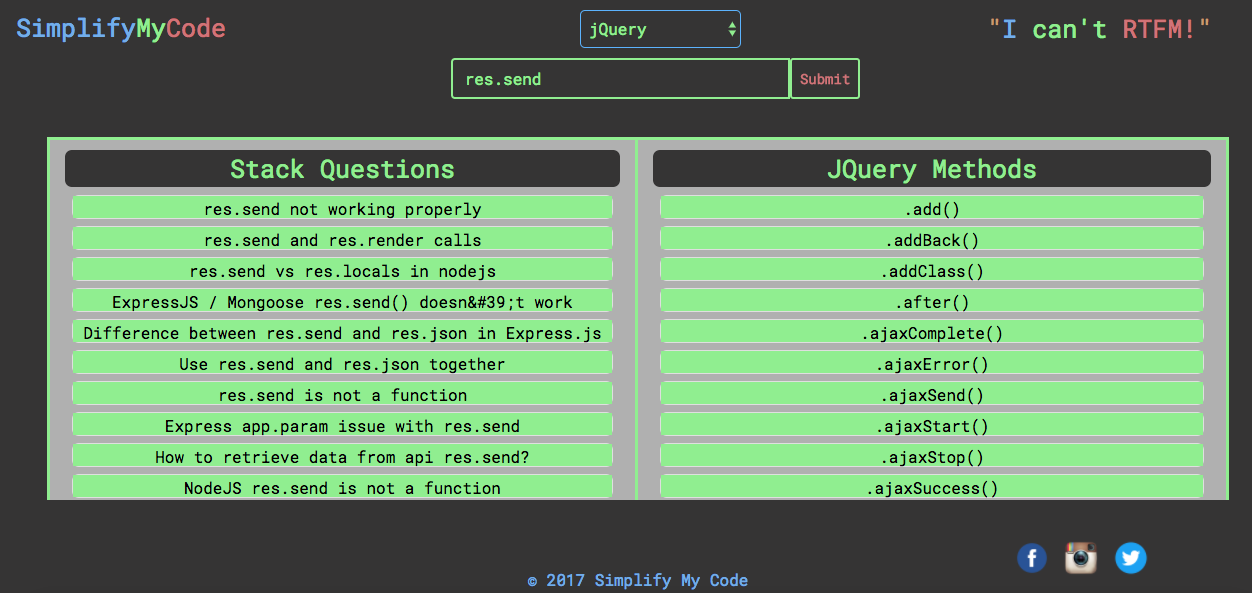 SimplifyMyCode
jQuery
"I can't RTFM!"
res.send
Submit
Stack Questions
res.send not working properly
res.send and res.render calls
res.send vs res.locals in nodejs
ExpressJS / Mongoose res.send() doesn&#39;t work
Difference between res.send and res.json in Express.js
Use res.send and res.json together
res.send is not a function
Express app.param issue with res.send
How to retrieve data from api res.send?
NodeJS res.send is not a function
JQuery Methods
.add()
.addBack()
.addClass()
.after()
.ajaxComplete()
.ajaxError()
.ajaxSend()
.ajaxStart()
.ajaxStop()
.ajaxSuccess()
© 2017 Simplify My Code